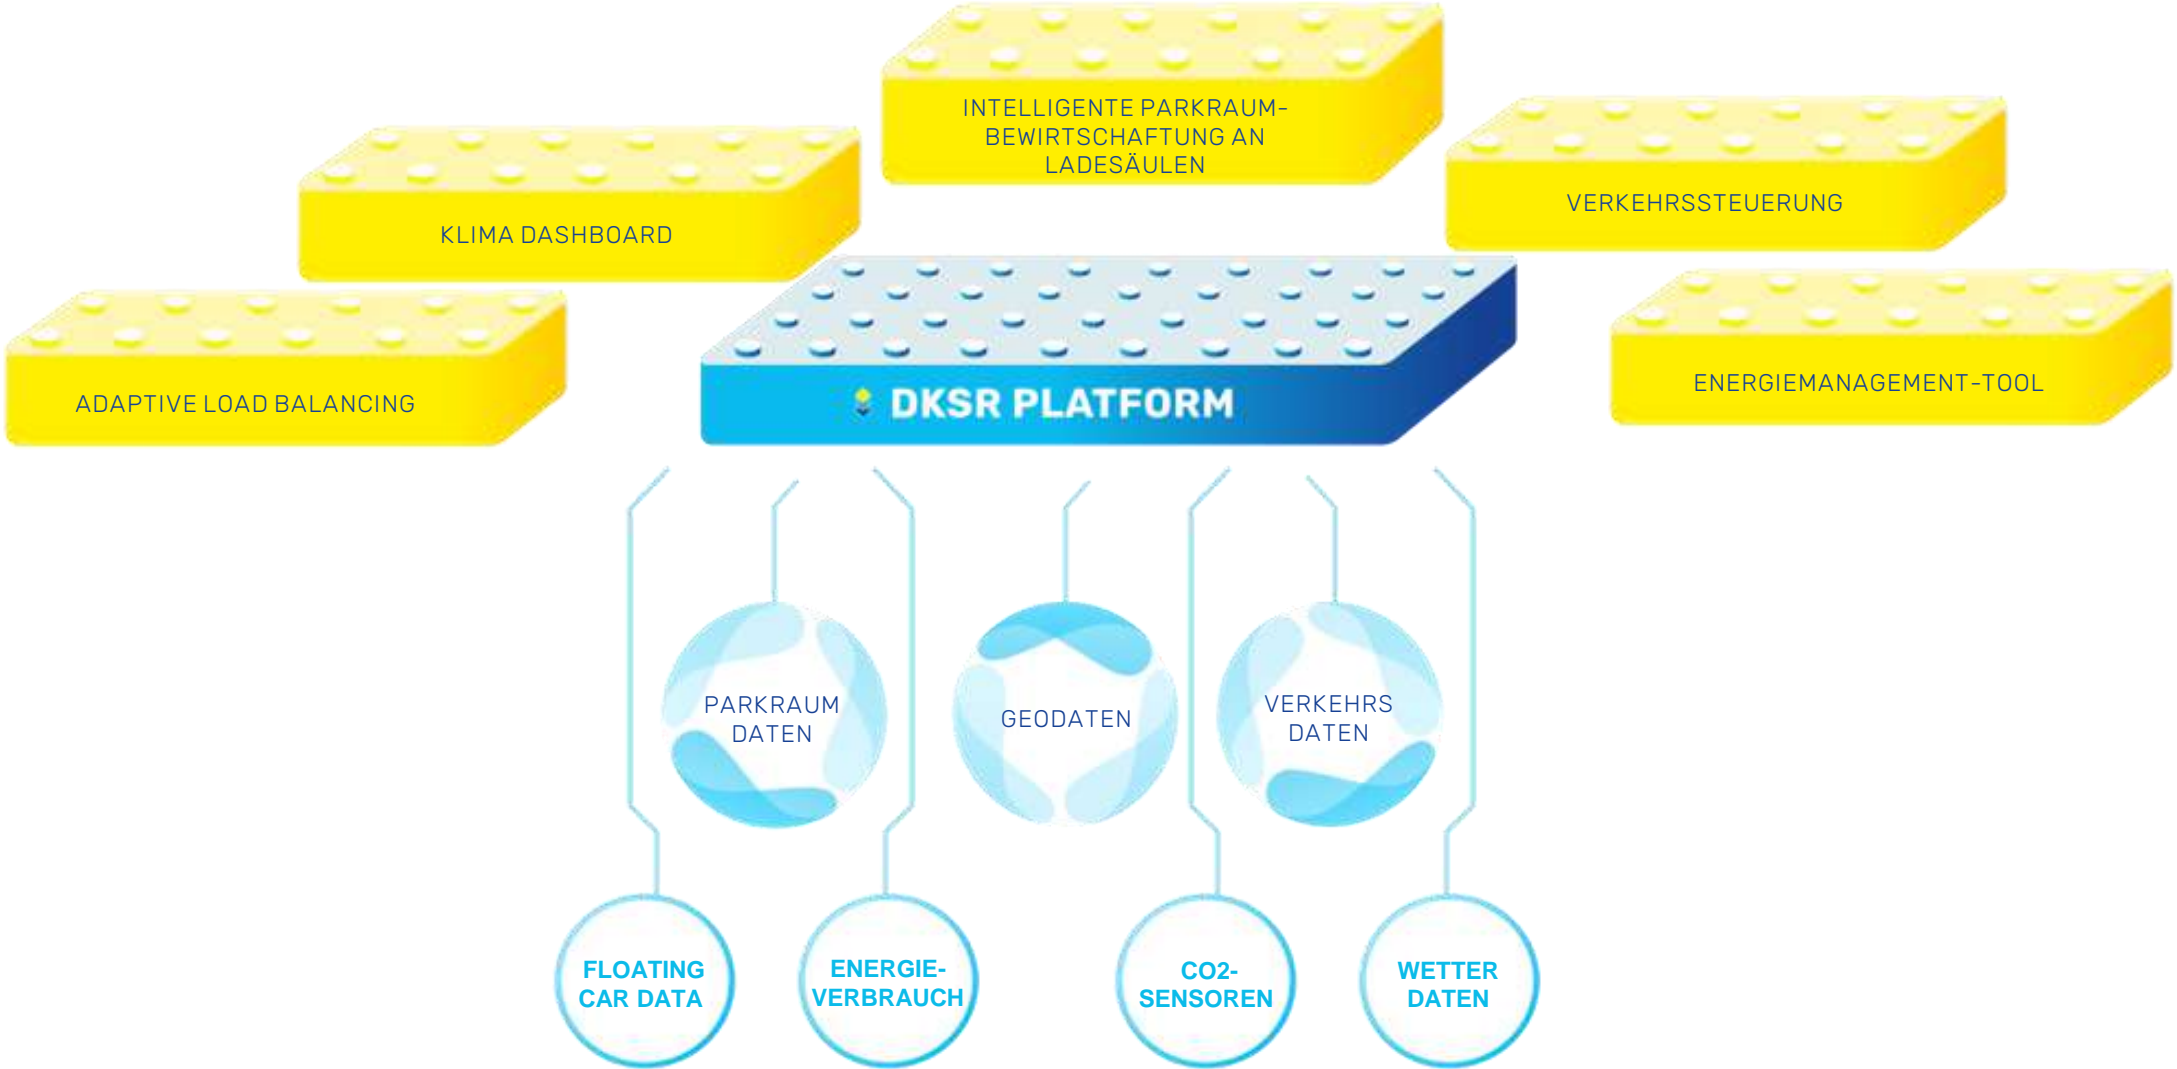 INTELLIGENTE PARKRAUM-
BEWIRTSCHAFTUNG AN
LADESÄULEN
VERKEHRSSTEUERUNG
KLIMA DASHBOARD
ENERGIEMANAGEMENT-TOOL
ADAPTIVE LOAD BALANCING
DKSR PLATFORM
PARKRAUM
DATEN
GEODATEN
VERKEHRS
DATEN
FLOATING
CAR DATA
ENERGIE-
VERBRAUCH
CO2-
SENSOREN
WETTER
DATEN